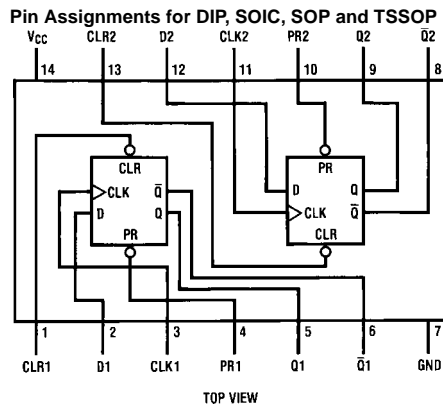 Pin Assignments for DIP, SOIC, SOP and TSSOP
VCC CLR2 D2 CLK2 PR2 Q2 Q̅2
14 13 12 11 10 9 8
CLR PR
CLK Q̅ D Q
D Q CLK Q̅
PR CLR
1 2 3 4 5 6 7
CLR1 D1 CLK1 PR1 Q1 Q̅1 GND
TOP VIEW